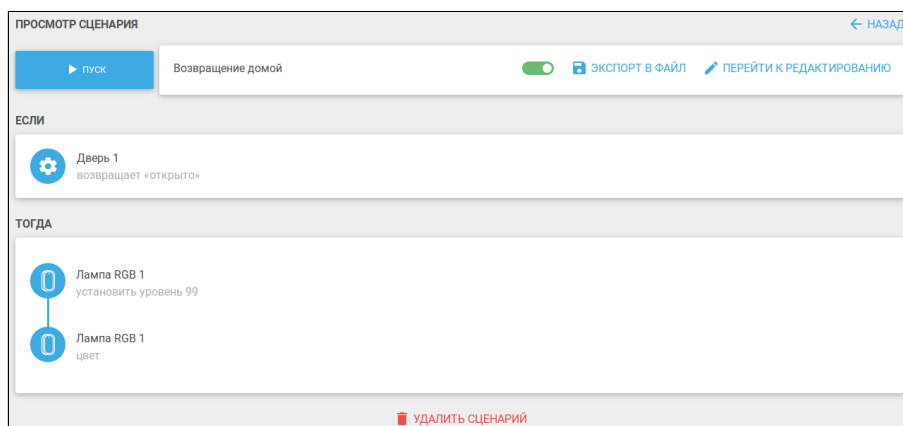 ПРОСМОТР СЦЕНАРИЯ
НАЗАД
ПУСК
Возвращение домой
ЭКСПОРТ В ФАЙЛ
ПЕРЕЙТИ К РЕДАКТИРОВАНИЮ
ЕСЛИ
Дверь 1
возвращает «открыто»
ТОГДА
Лампа RGB 1
установить уровень 99
Лампа RGB 1
цвет
УДАЛИТЬ СЦЕНАРИЙ